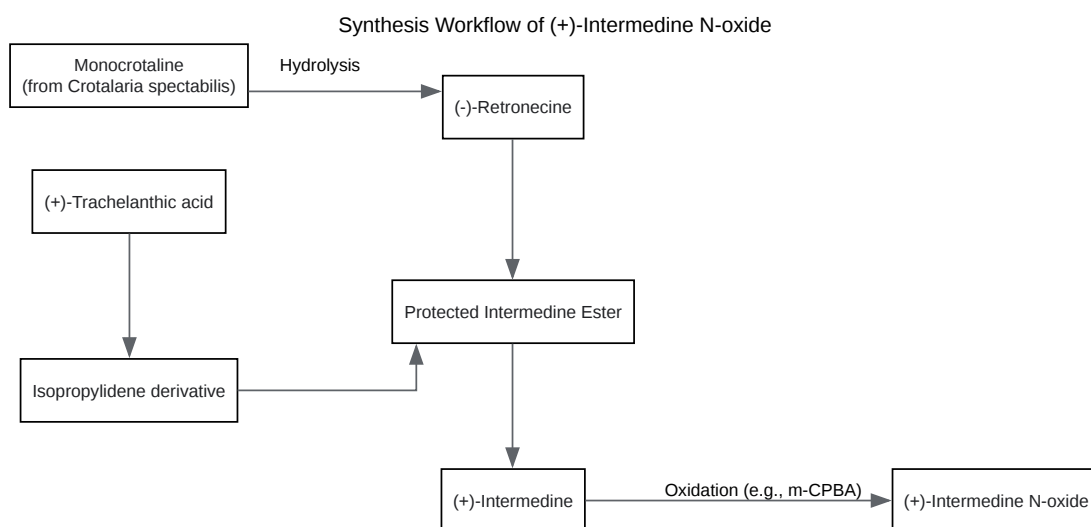 Synthesis Workflow of (+)-Intermedine N-oxide
Monocrotaline
(from Crotalaria spectabilis)
Hydrolysis
(-)-Retronecine
(+)-Trachelanthic acid
Protected Intermedine Ester
Isopropylidene derivative
(+)-Intermedine
Oxidation (e.g., m-CPBA)
(+)-Intermedine N-oxide